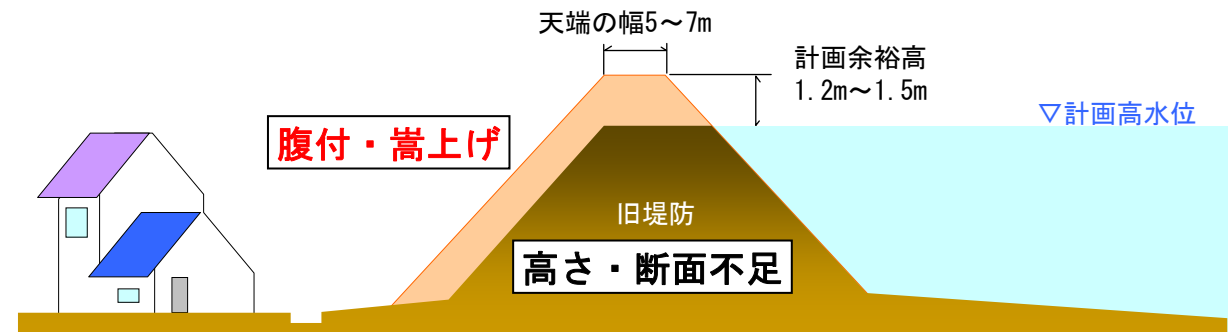 天端の幅5～7m
計画余裕高
1.2m～1.5m
▽計画高水位
腹付・嵩上げ
旧堤防
高さ・断面不足